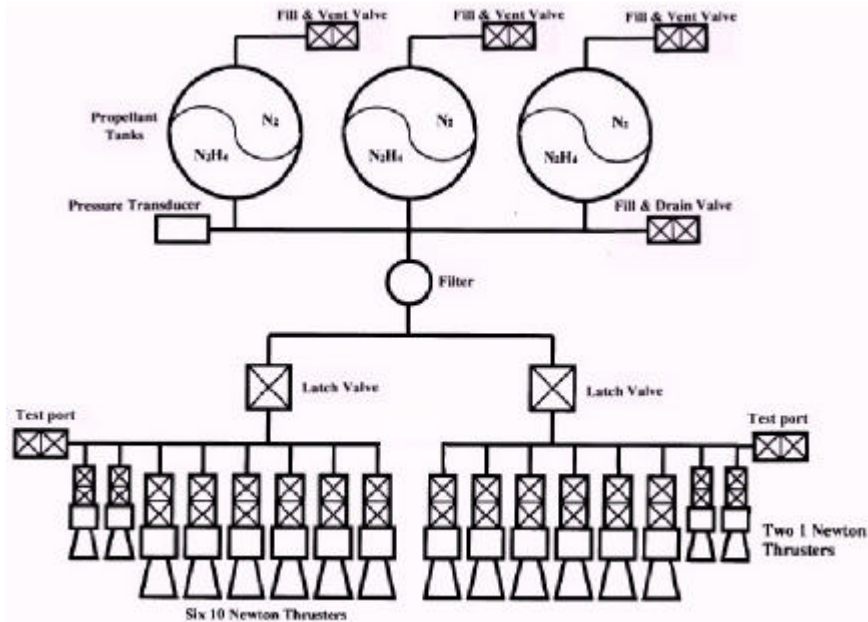 Fill & Vent Valve
Fill & Vent Valve
Fill & Vent Valve
Propellant
Tanks
N₂
N₂H₄
N₂
N₂H₄
N₂
N₂H₄
Pressure Transducer
Fill & Drain Valve
Filter
Latch Valve
Latch Valve
Test port
Test port
Two 1 Newton
Thrusters
Six 10 Newton Thrusters